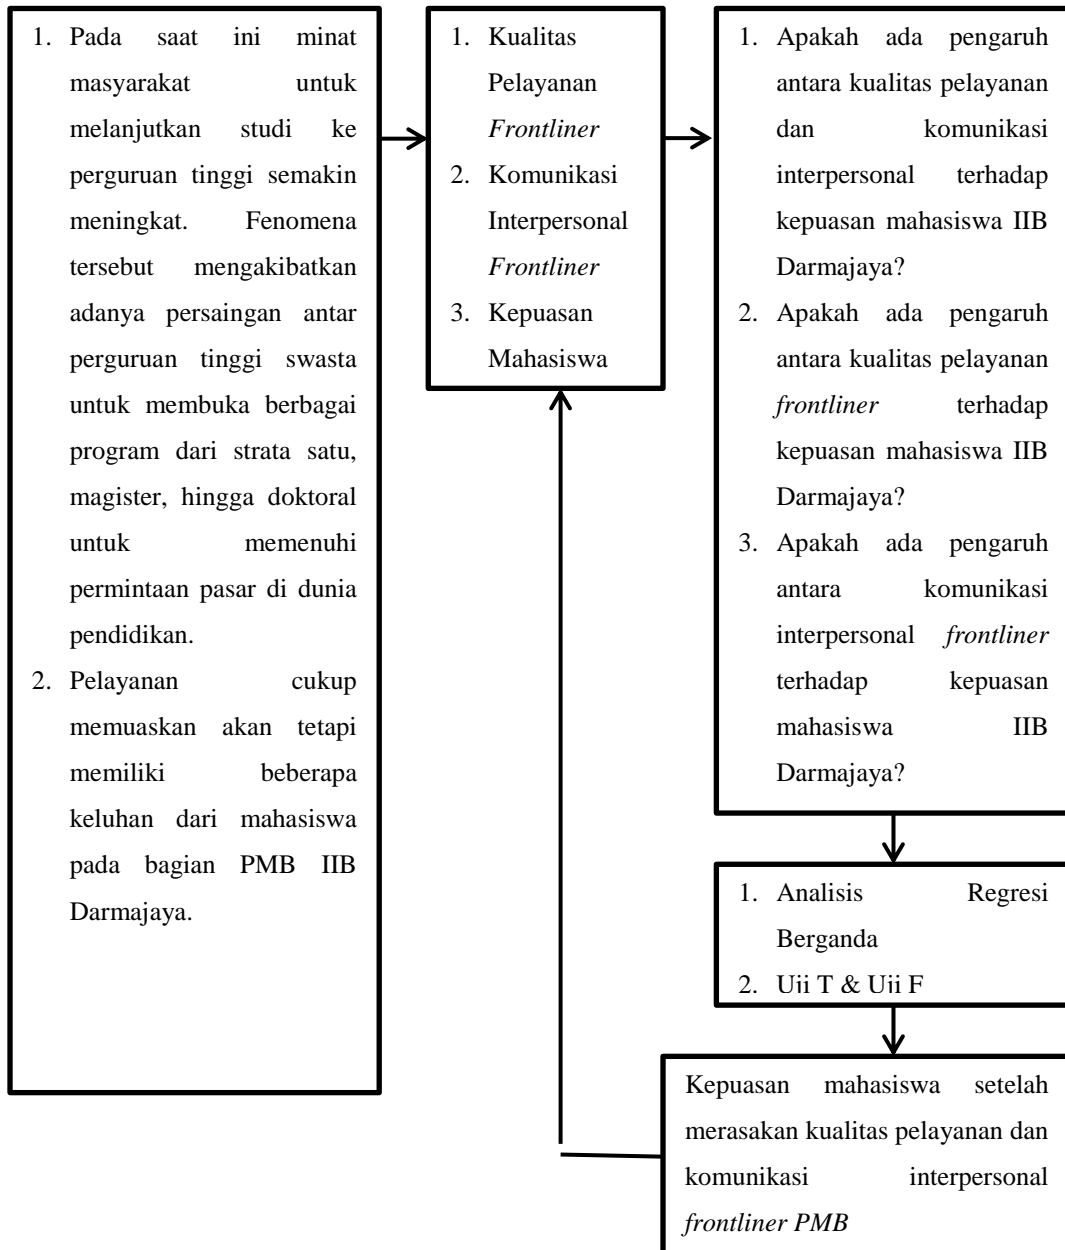 1. Pada saat ini minat
masyarakat untuk
melanjutkan studi ke
perguruan tinggi semakin
meningkat. Fenomena
tersebut mengakibatkan
adanya persaingan antar
perguruan tinggi swasta
untuk membuka berbagai
program dari strata satu,
magister, hingga doktoral
untuk memenuhi
permintaan pasar di dunia
pendidikan.
2. Pelayanan cukup
memuaskan akan tetapi
memiliki beberapa
keluhan dari mahasiswa
pada bagian PMB IIB
Darmajaya.
1. Kualitas
Pelayanan
Frontliner
2. Komunikasi
Interpersonal
Frontliner
3. Kepuasan
Mahasiswa
1. Apakah ada pengaruh
antara kualitas pelayanan
dan komunikasi
interpersonal terhadap
kepuasan mahasiswa IIB
Darmajaya?
2. Apakah ada pengaruh
antara kualitas pelayanan
frontliner terhadap
kepuasan mahasiswa IIB
Darmajaya?
3. Apakah ada pengaruh
antara komunikasi
interpersonal frontliner
terhadap kepuasan
mahasiswa IIB
Darmajaya?
1. Analisis Regresi
Berganda
2. Uji T & Uji F
Kepuasan mahasiswa setelah
merasakan kualitas pelayanan dan
komunikasi interpersonal
frontliner PMB